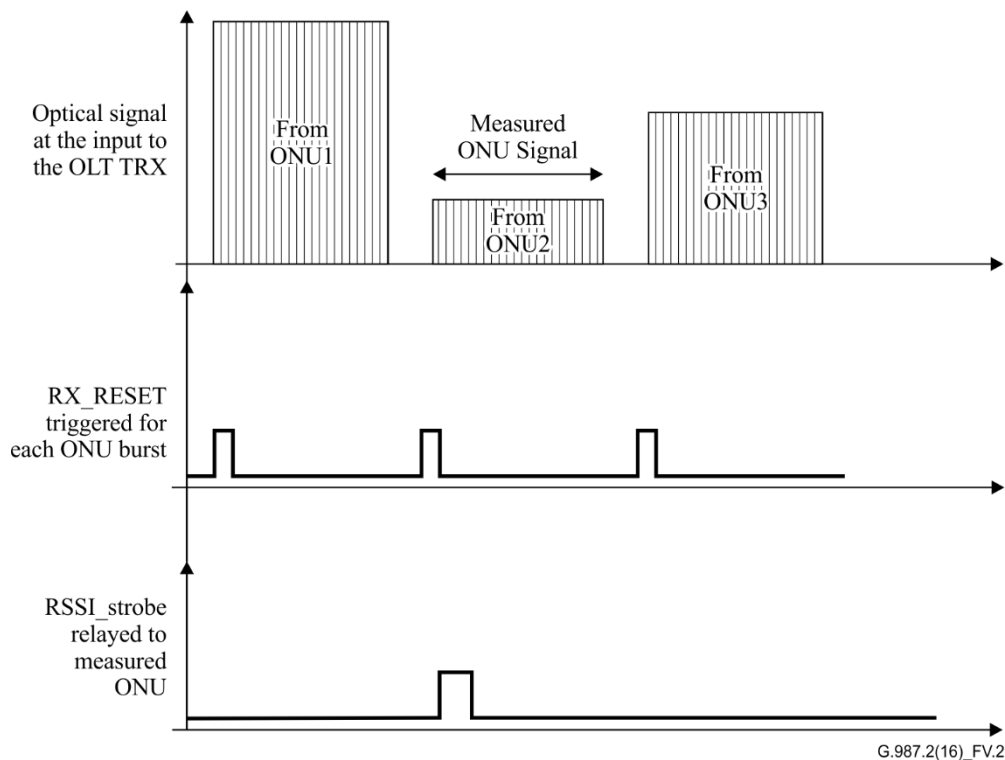 Optical signal
at the input to
the OLT TRX
From
ONU1
Measured
ONU Signal
From
ONU2
From
ONU3
RX_RESET
triggered for
each ONU burst
RSSI_strobe
relayed to
measured
ONU
G.987.2(16)_FV.2